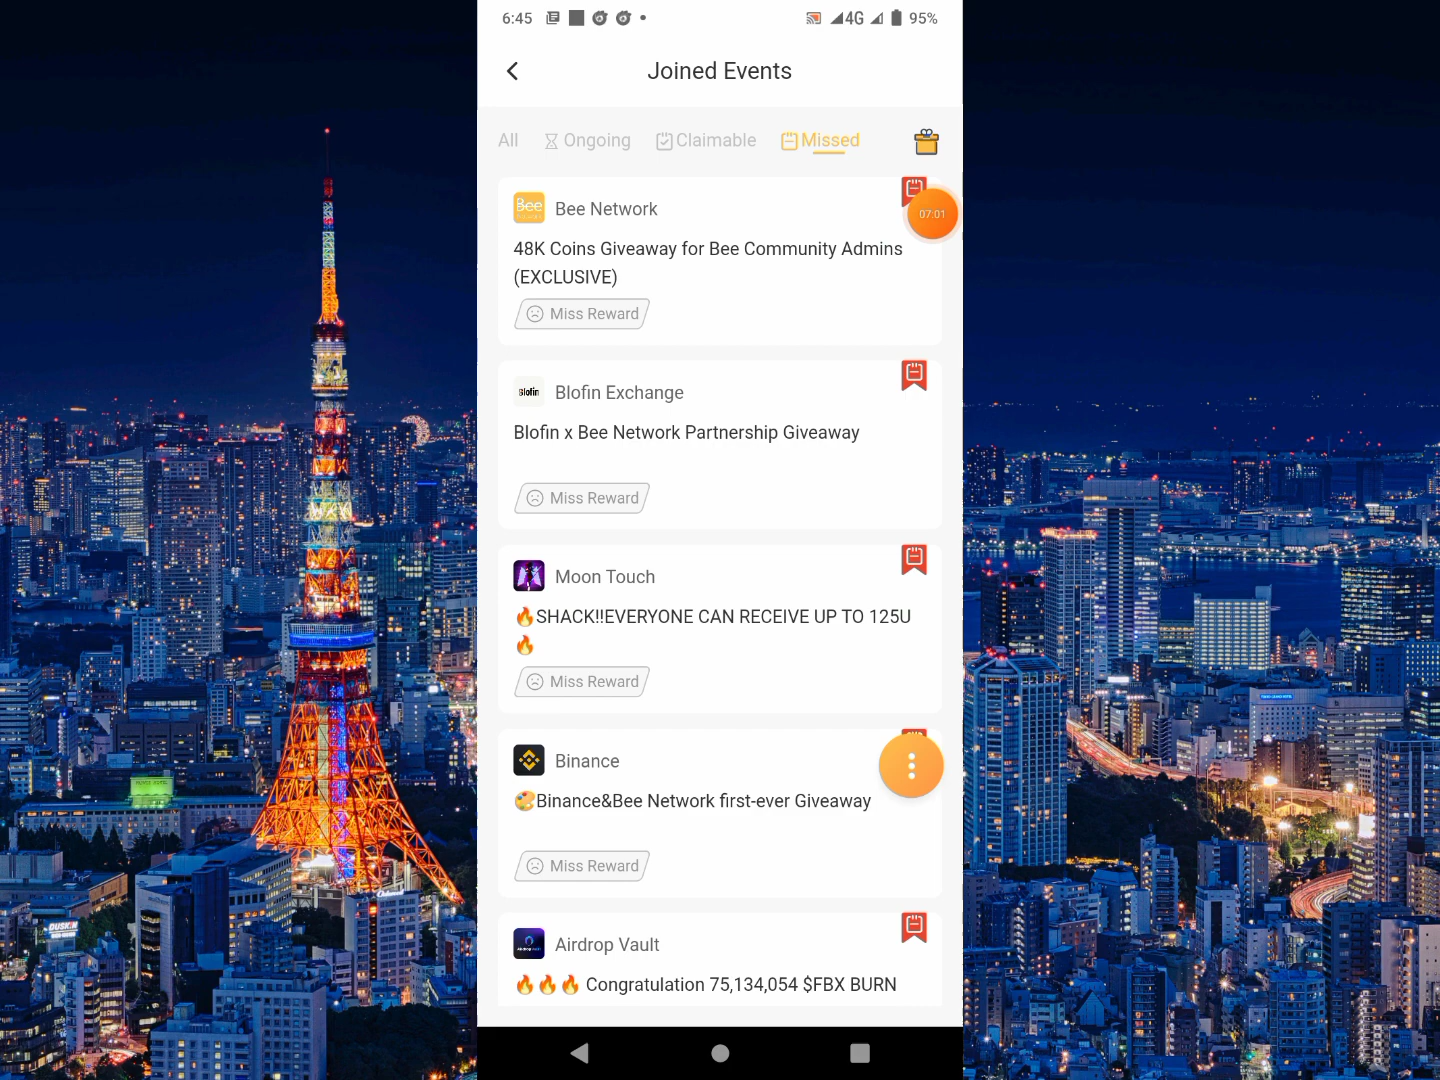 6:45
4G
95%
Joined Events
All
Ongoing
Claimable
Missed
Bee
Bee Network
07:01
48K Coins Giveaway for Bee Community Admins
(EXCLUSIVE)
Miss Reward
Blofin
Blofin Exchange
Blofin x Bee Network Partnership Giveaway
Miss Reward
Moon Touch
🔥SHACK!!EVERYONE CAN RECEIVE UP TO 125U
🔥
Miss Reward
Binance
🎨Binance&Bee Network first-ever Giveaway
Miss Reward
Airdrop Vault
🔥🔥🔥 Congratulation 75,134,054 $FBX BURN
DUSKIN